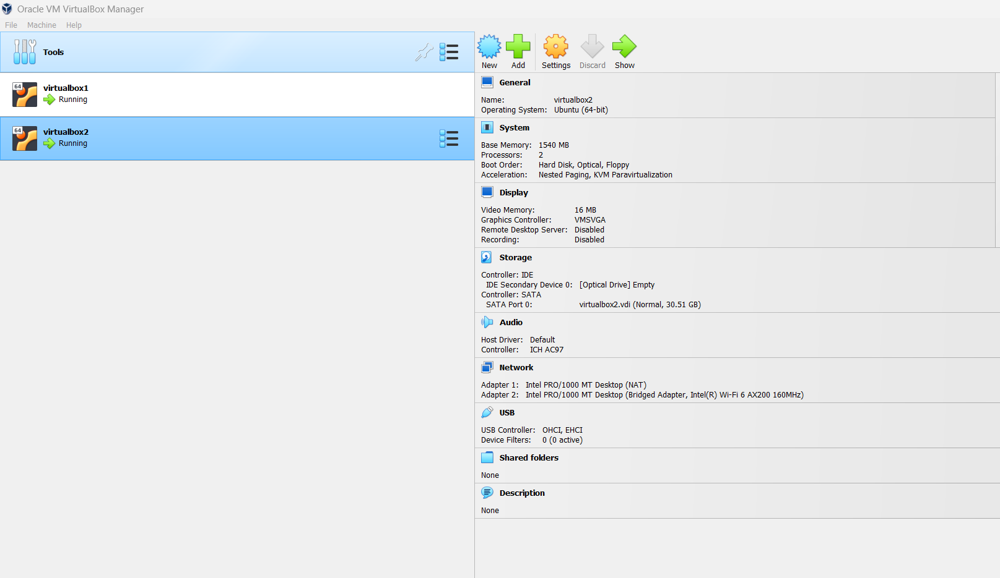 Oracle VM VirtualBox Manager
File Machine Help
Tools
64
virtualbox1
Running
64
virtualbox2
Running
New Add Settings Discard Show
General
Name: virtualbox2
Operating System: Ubuntu (64-bit)
System
Base Memory: 1540 MB
Processors: 2
Boot Order: Hard Disk, Optical, Floppy
Acceleration: Nested Paging, KVM Paravirtualization
Display
Video Memory: 16 MB
Graphics Controller: VMSVGA
Remote Desktop Server: Disabled
Recording: Disabled
Storage
Controller: IDE
IDE Secondary Device 0: [Optical Drive] Empty
Controller: SATA
SATA Port 0: virtualbox2.vdi (Normal, 30.51 GB)
Audio
Host Driver: Default
Controller: ICH AC97
Network
Adapter 1: Intel PRO/1000 MT Desktop (NAT)
Adapter 2: Intel PRO/1000 MT Desktop (Bridged Adapter, Intel(R) Wi-Fi 6 AX200 160MHz)
USB
USB Controller: OHCI, EHCI
Device Filters: 0 (0 active)
Shared folders
None
Description
None